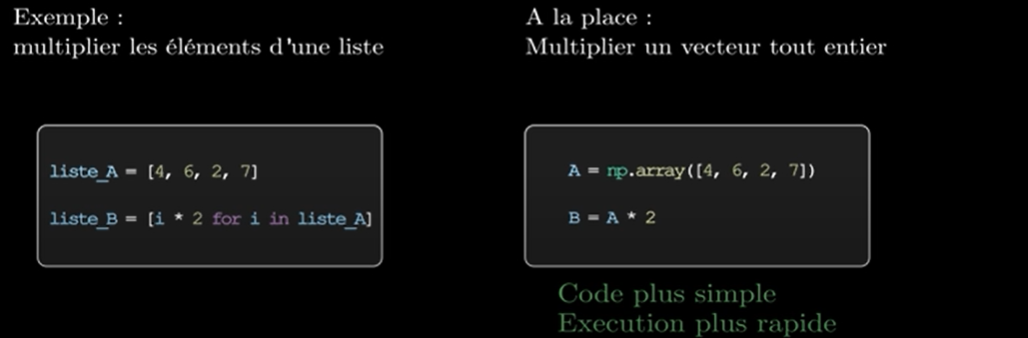 Exemple :
multiplier les éléments d'une liste
liste_A = [4, 6, 2, 7]
liste_B = [i * 2 for i in liste_A]
A la place :
Multiplier un vecteur tout entier
A = np.array([4, 6, 2, 7])
B = A * 2
Code plus simple
Execution plus rapide